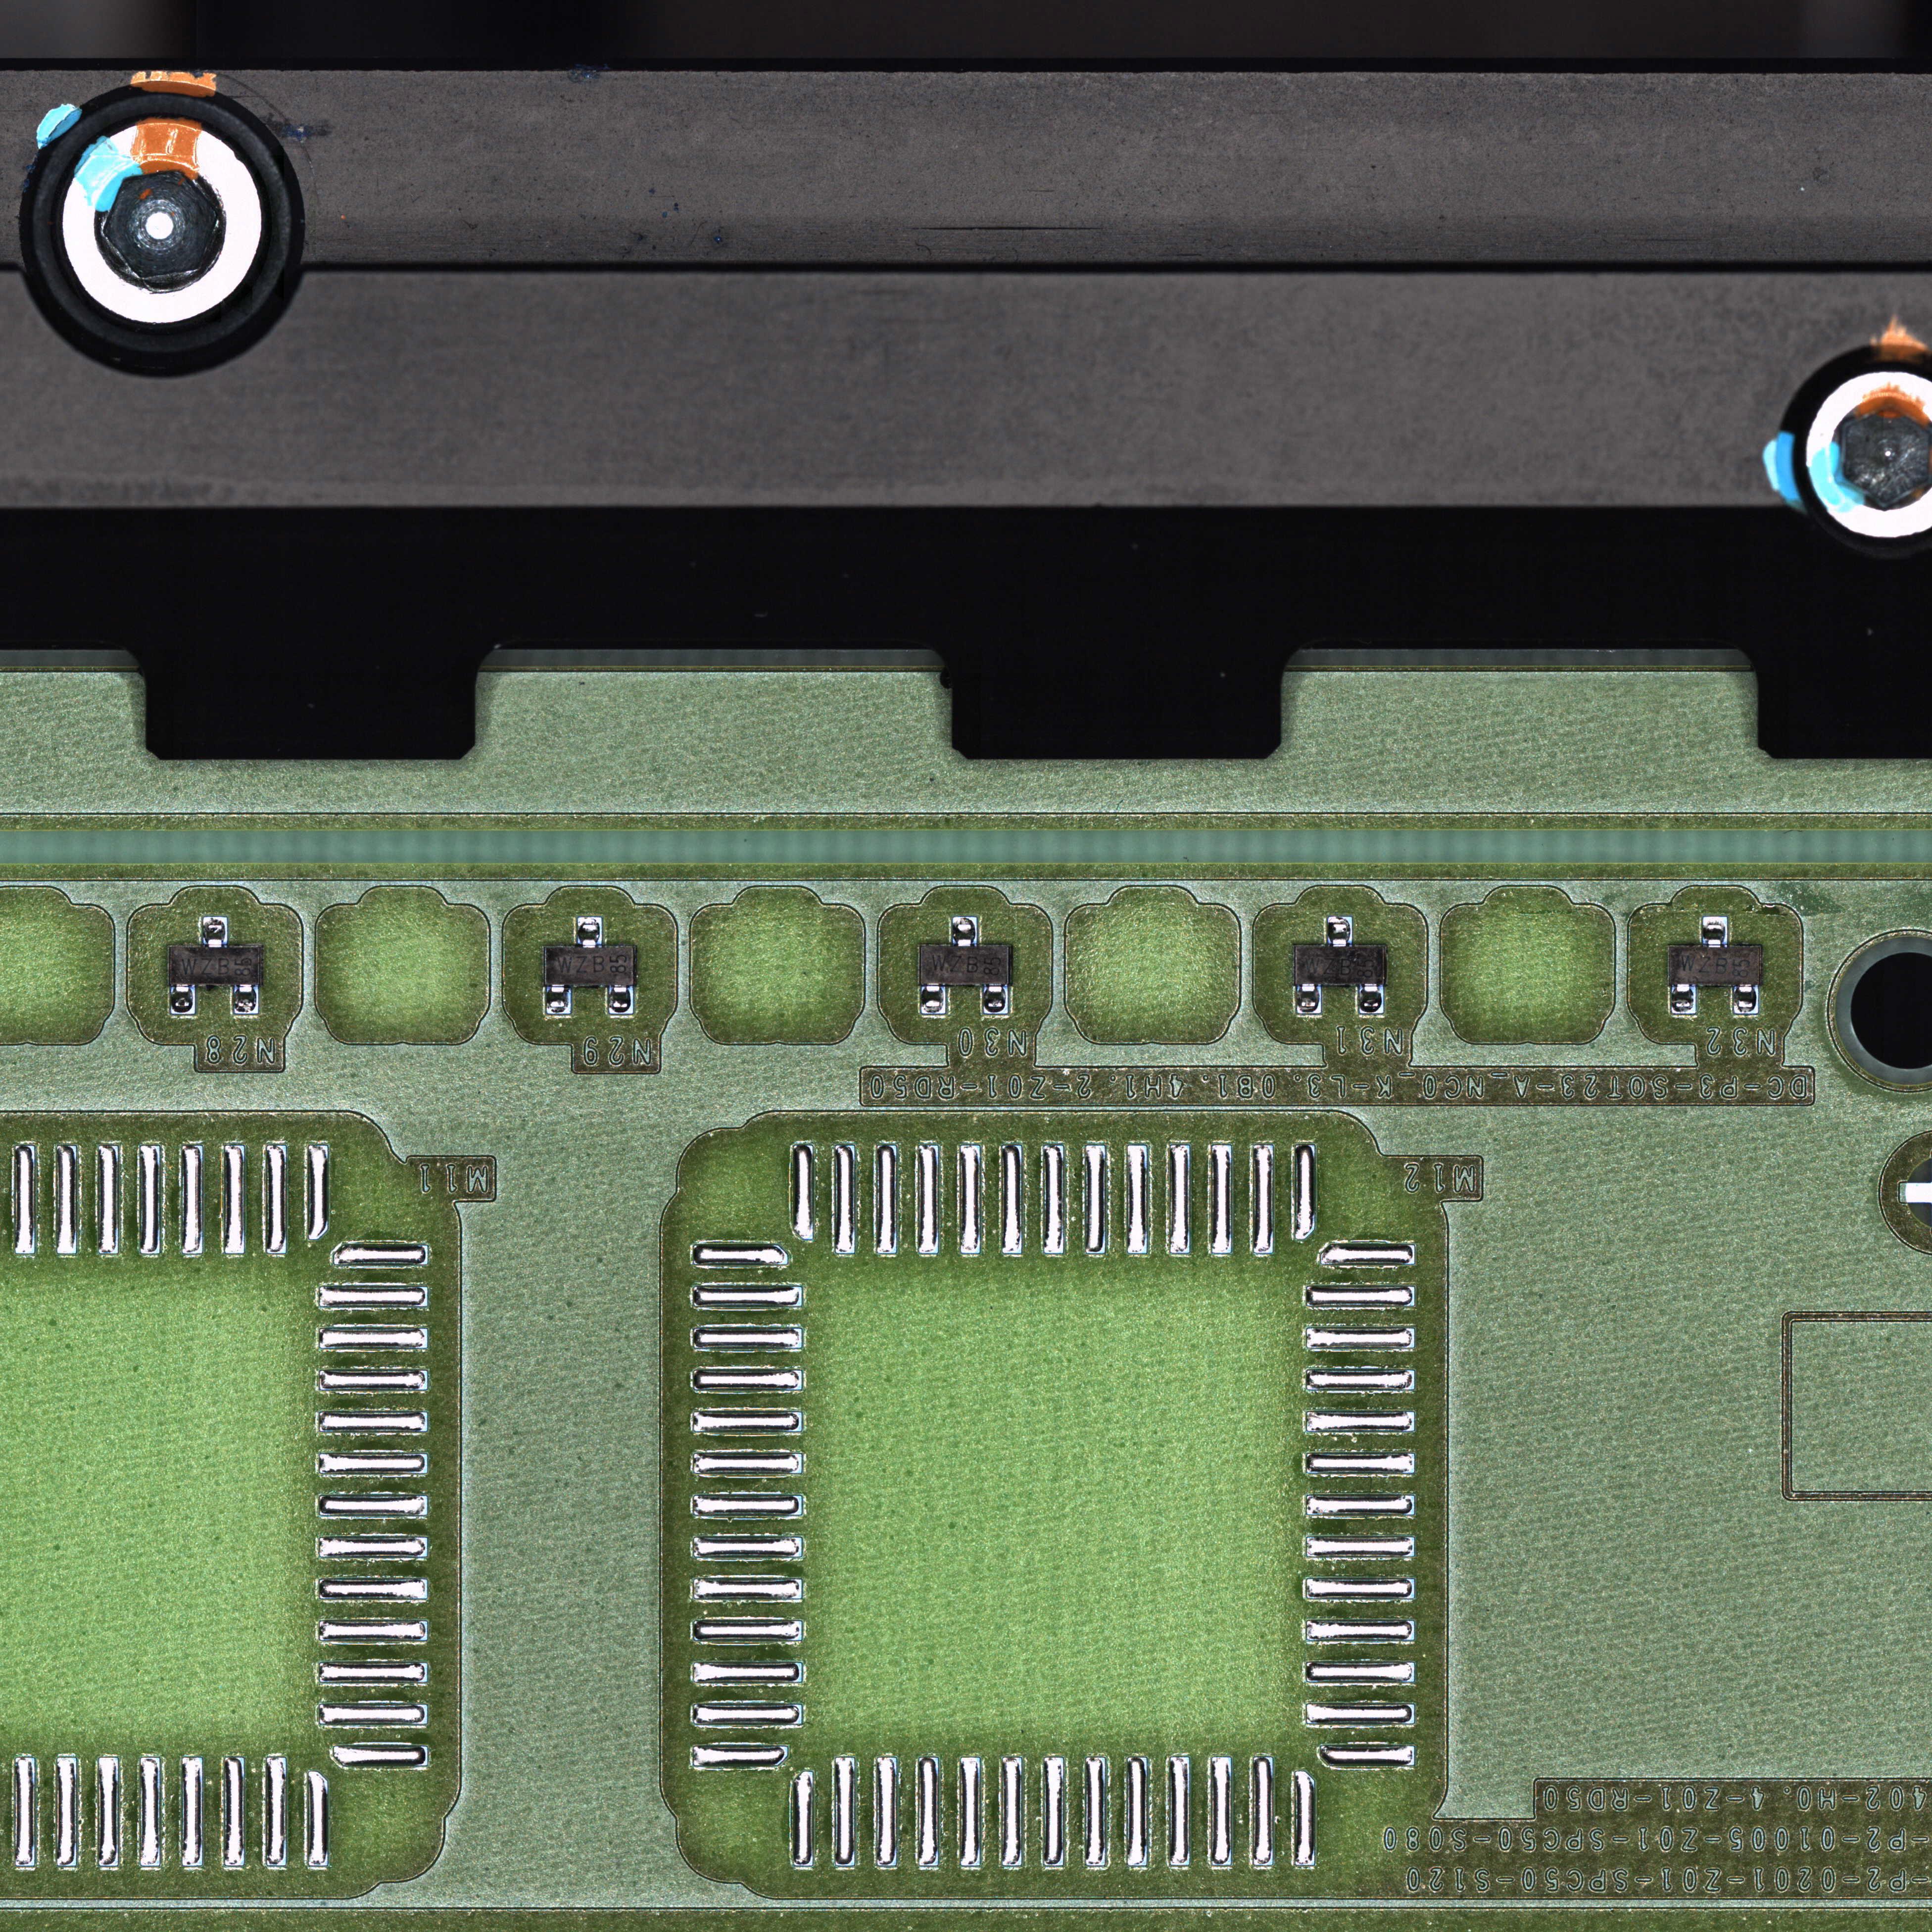 WZB 85
WZB 85
WZB 85
WZB 85
WZB 85
N28
N29
N30
N31
N32
DC-P3-SOT23-A_NC0_K-L3.0B1.4H1.2-Z01-RD50
M11
M12
-P2-0201-Z01-SPC50-S120
-P2-01005-Z01-SPC50-S080
402-H0.4-Z01-RD50